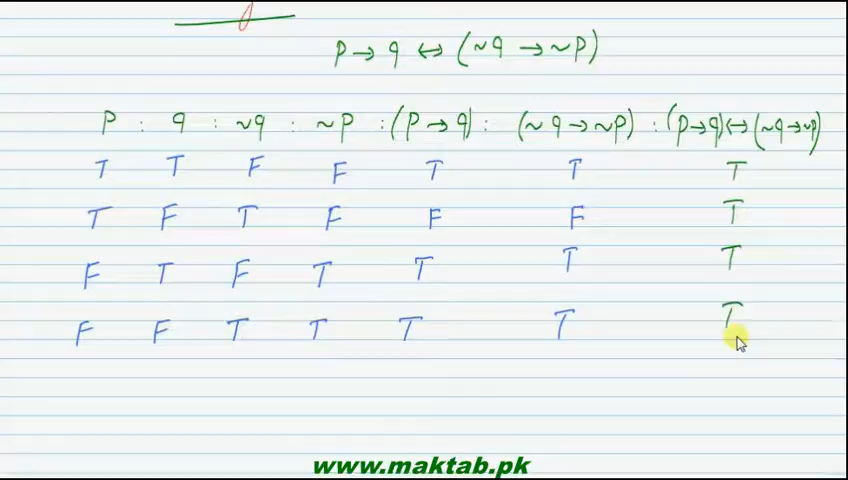 p → q ↔ (~q → ~p)
p : q : ~q : ~p : (p → q) : (~q → ~p) : (p→q)↔(~q→~p)
T T F F T T T
T F T F F F T
F T F T T T T
F F T T T T T
www.maktab.pk